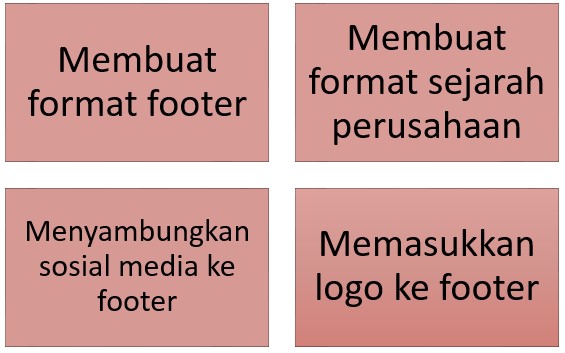 Membuat
format footer
Membuat
format sejarah
perusahaan
Menyambungkan
sosial media ke
footer
Memasukkan
logo ke footer